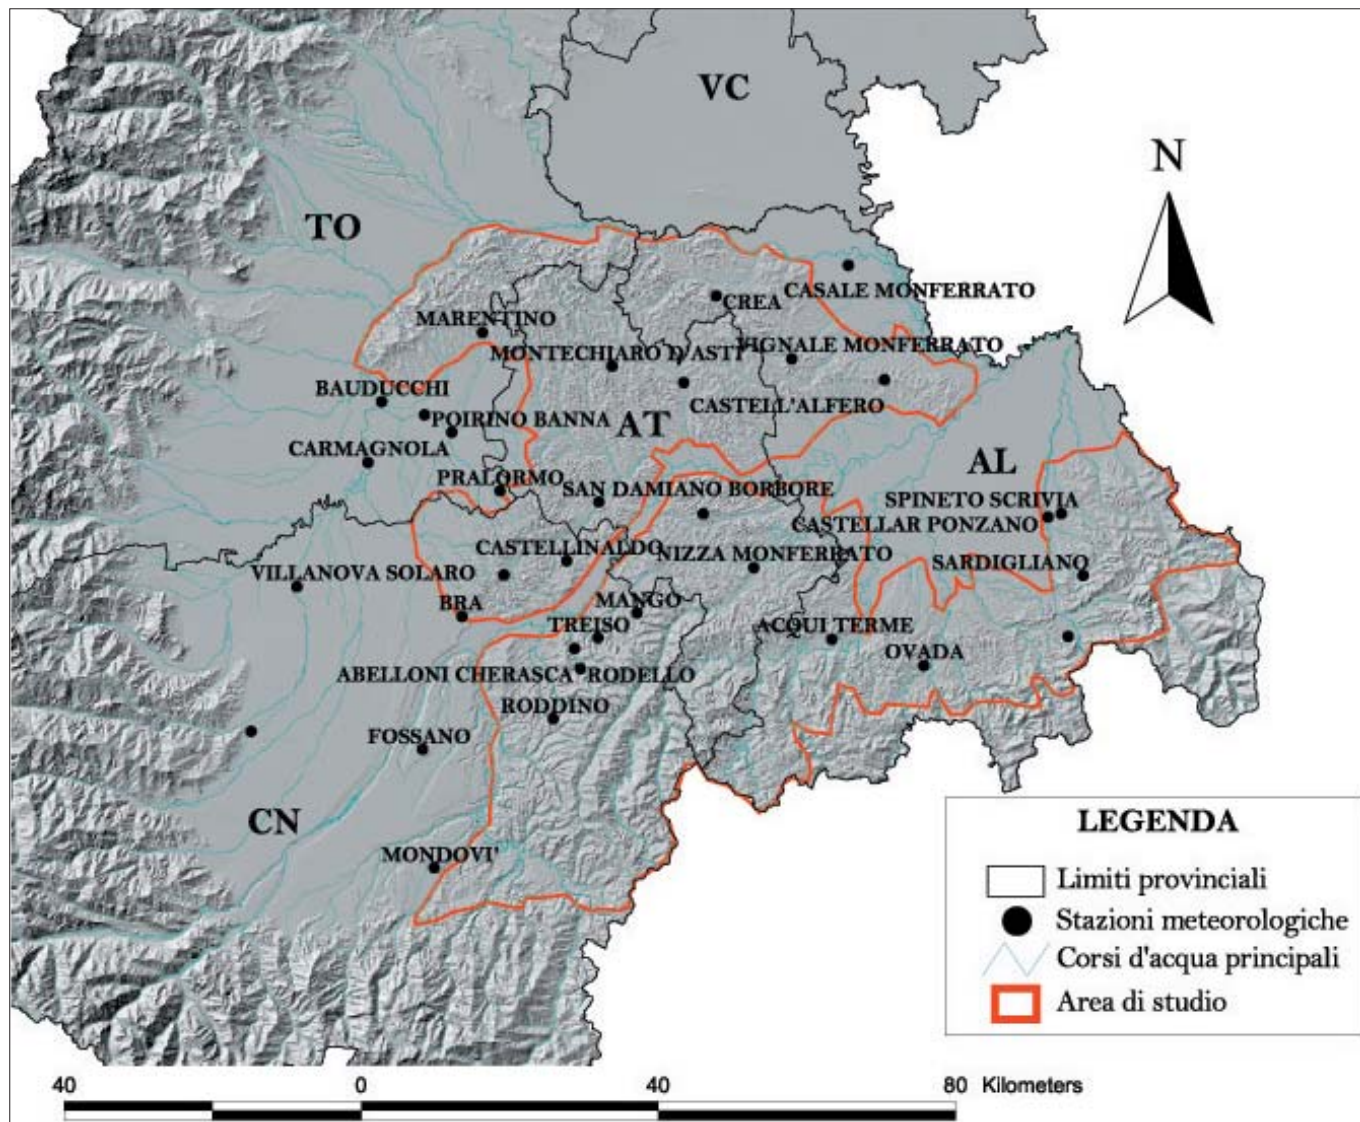 VC
N
TO
CASALE MONFERRATO
CREA
MARENTINO
MONTECHIARO D'ASTI
VIGNALE MONFERRATO
BAUDUCCHI
CASTELL'ALFERO
POIRINO BANNA
AT
CARMAGNOLA
AL
PRALORMO
SAN DAMIANO BORBORE
SPINETO SCRIVIA
CASTELLAR PONZANO
CASTELLINALDO
NIZZA MONFERRATO
SARDIGLIANO
VILLANOVA SOLARO
BRA
MANGO
TREISO
ACQUI TERME
OVADA
ABELLONI CHERASCA
RODELLO
RODDINO
FOSSANO
CN
MONDOVI'
LEGENDA
Limiti provinciali
Stazioni meteorologiche
Corsi d'acqua principali
Area di studio
40 0 40 80 Kilometers